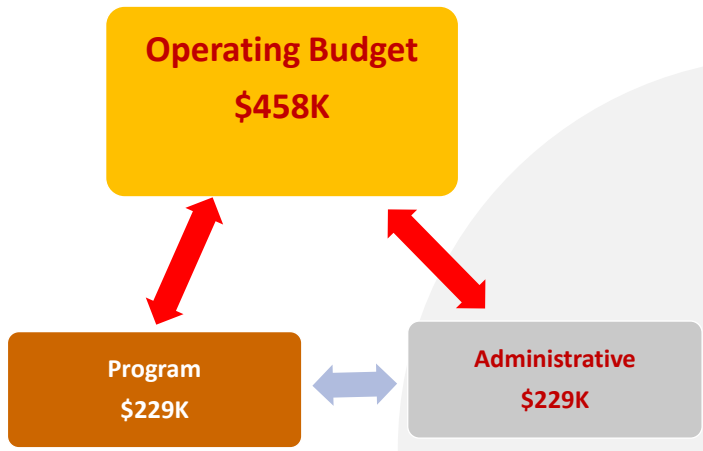 Operating Budget
$458K
Program
$229K
Administrative
$229K